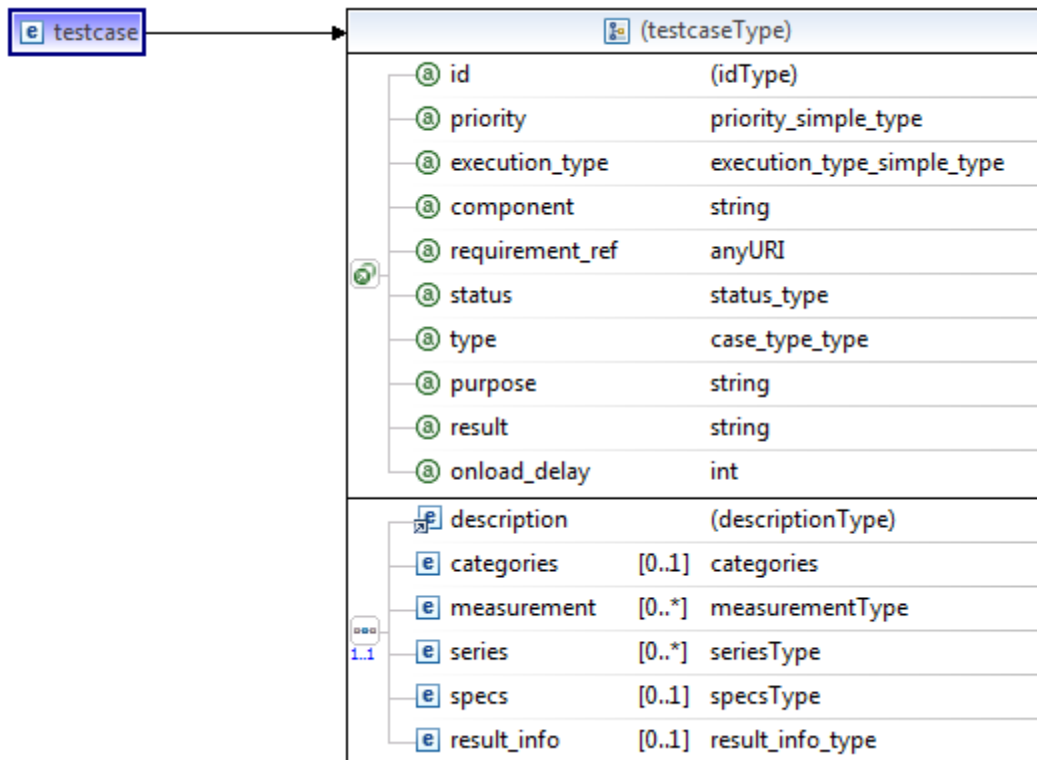 e testcase
(testcaseType)
a id (idType)
a priority priority_simple_type
a execution_type execution_type_simple_type
a component string
a requirement_ref anyURI
a status status_type
a type case_type_type
a purpose string
a result string
a onload_delay int
e description (descriptionType)
e categories [0..1] categories
e measurement [0..*] measurementType
1..1
e series [0..*] seriesType
e specs [0..1] specsType
e result_info [0..1] result_info_type